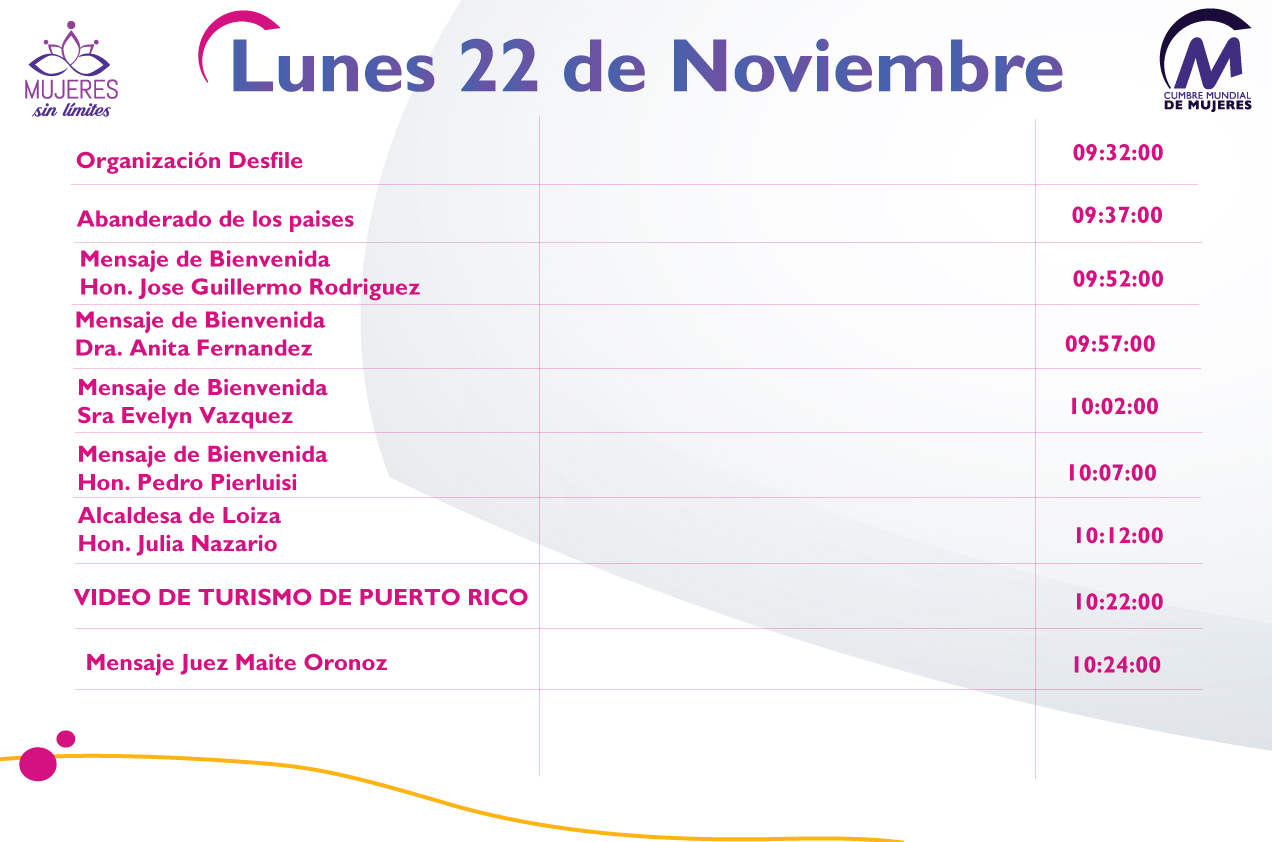 MUJERES
sin límites
Lunes 22 de Noviembre
CUMBRE MUNDIAL
DE MUJERES
Organización Desfile
09:32:00
Abanderado de los paises
09:37:00
Mensaje de Bienvenida
Hon. Jose Guillermo Rodriguez
09:52:00
Mensaje de Bienvenida
Dra. Anita Fernandez
09:57:00
Mensaje de Bienvenida
Sra Evelyn Vazquez
10:02:00
Mensaje de Bienvenida
Hon. Pedro Pierluisi
10:07:00
Alcaldesa de Loiza
Hon. Julia Nazario
10:12:00
VIDEO DE TURISMO DE PUERTO RICO
10:22:00
Mensaje Juez Maite Oronoz
10:24:00